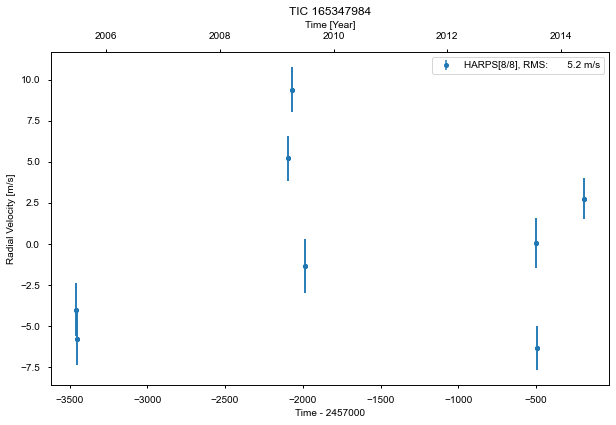 TIC 165347984
Time [Year]
2006 2008 2010 2012 2014
HARPS[8/8], RMS: 5.2 m/s
10.0
7.5
5.0
2.5
0.0
−2.5
−5.0
−7.5
Radial Velocity [m/s]
−3500 −3000 −2500 −2000 −1500 −1000 −500
Time - 2457000